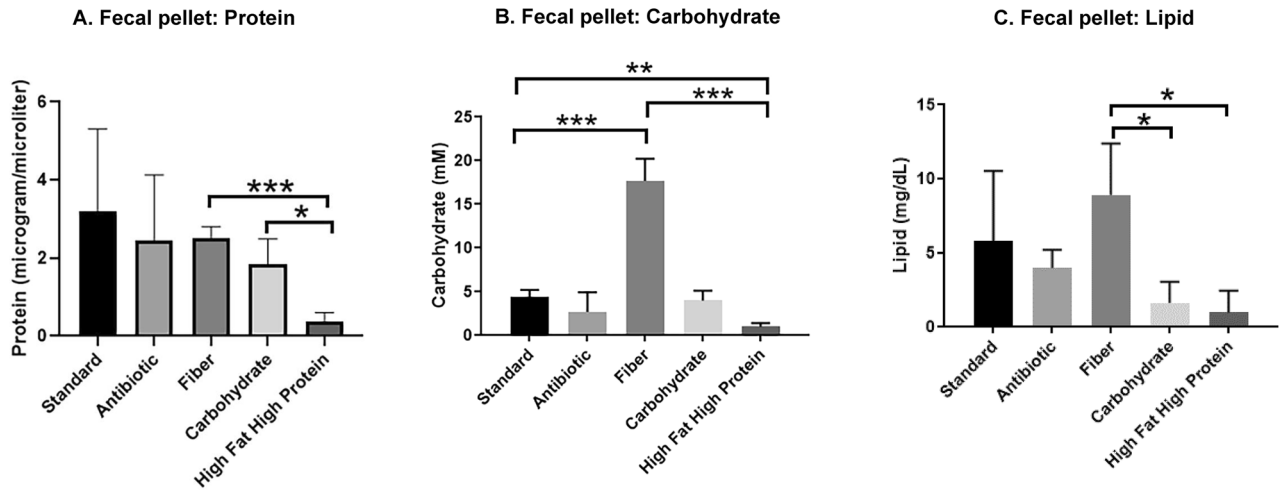 A. Fecal pellet: Protein
Protein (microgram/microliter)
6
4
2
0
***
*
Standard
Antibiotic
Fiber
Carbohydrate
High Fat High Protein
B. Fecal pellet: Carbohydrate
Carbohydrate (mM)
25
20
15
10
5
0
**
***
***
Standard
Antibiotic
Fiber
Carbohydrate
High Fat High Protein
C. Fecal pellet: Lipid
Lipid (mg/dL)
15
10
5
0
*
*
Standard
Antibiotic
Fiber
Carbohydrate
High Fat High Protein